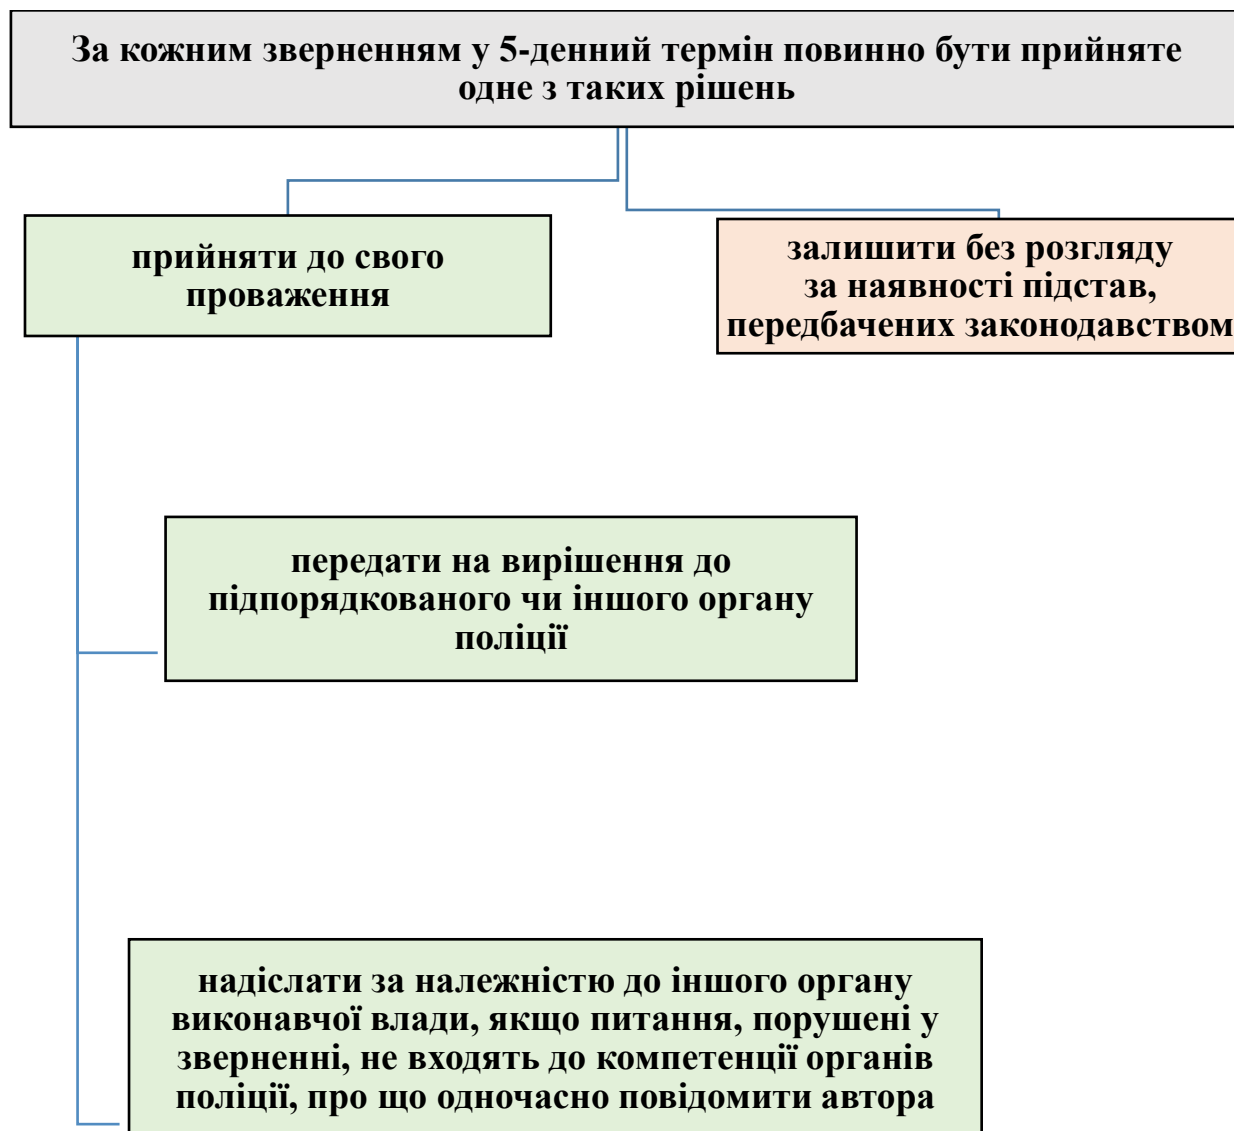 За кожним зверненням у 5-денний термін повинно бути прийняте
одне з таких рішень
прийняти до свого
проваження
залишити без розгляду
за наявності підстав,
передбачених законодавством
передати на вирішення до
підпорядкованого чи іншого органу
поліції
надіслати за належністю до іншого органу
виконавчої влади, якщо питання, порушені у
зверненні, не входять до компетенції органів
поліції, про що одночасно повідомити автора